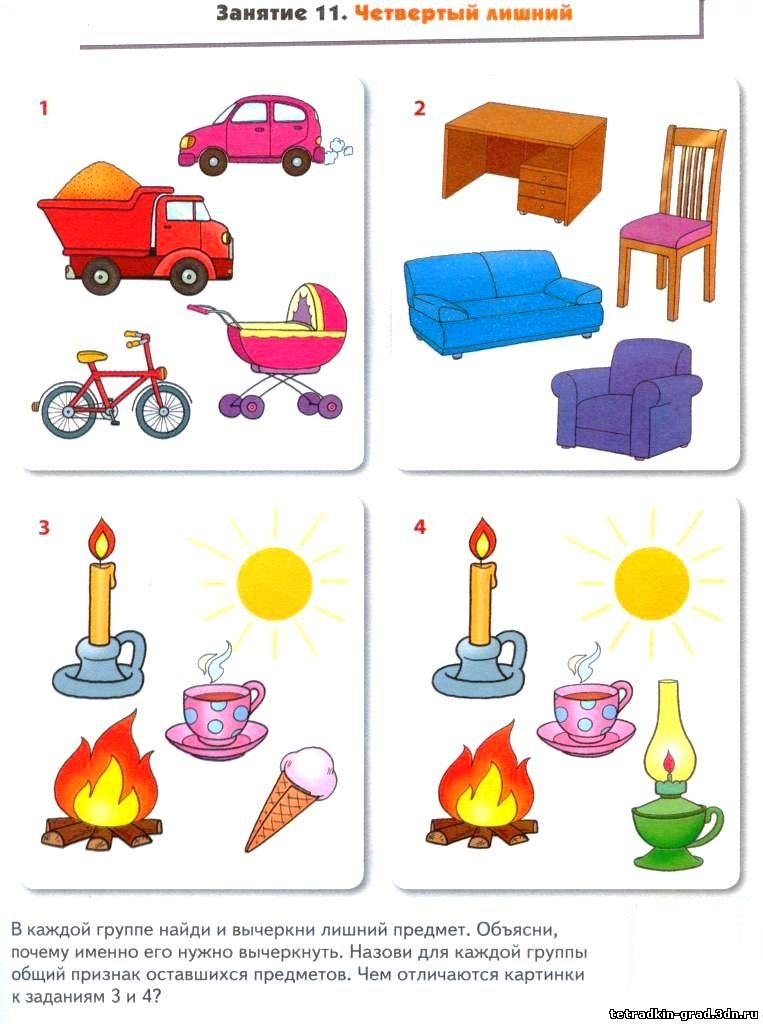 Занятие 11. Четвертый лишний
1
2
3
4
В каждой группе найди и вычеркни лишний предмет. Объясни,
почему именно его нужно вычеркнуть. Назови для каждой группы
общий признак оставшихся предметов. Чем отличаются картинки
к заданиям 3 и 4?
tetradkin-grad.3dn.ru